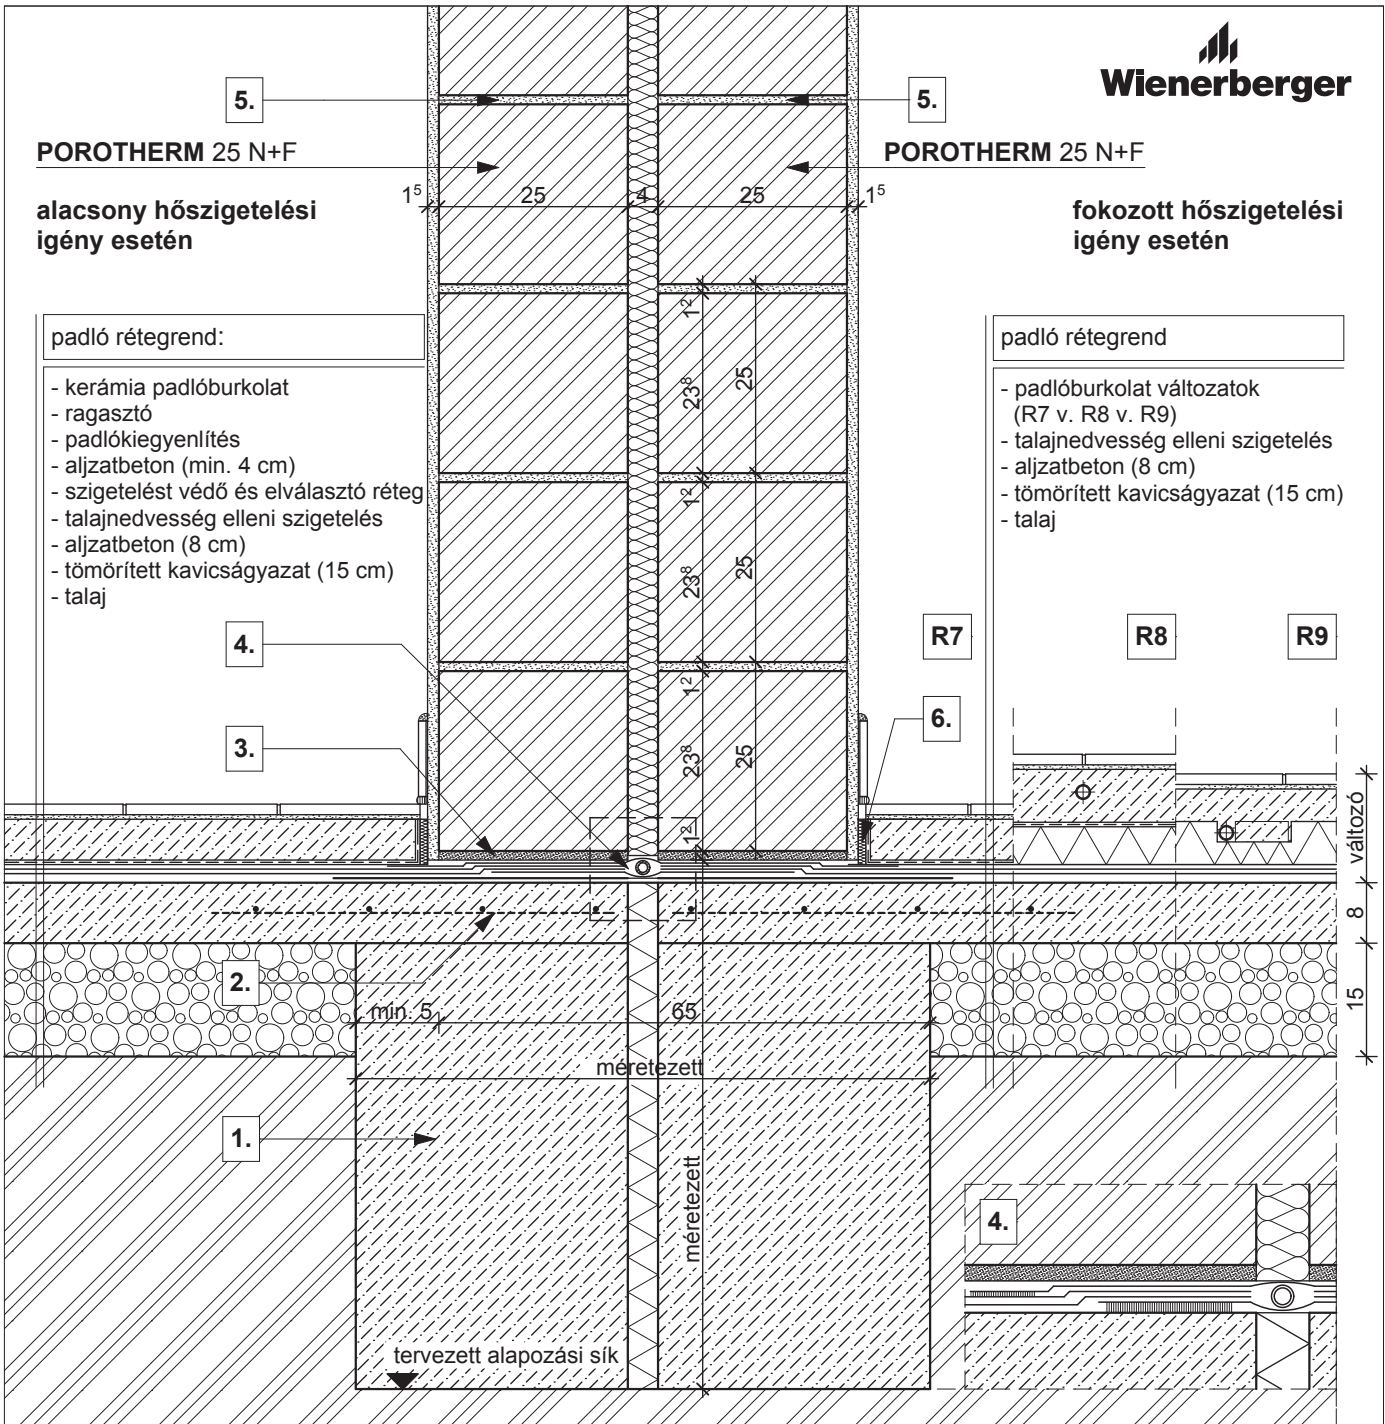 Wienerberger
5.
5.
POROTHERM 25 N+F
POROTHERM 25 N+F
1⁵ 25 4 25 1⁵
alacsony hőszigetelési
igény esetén
fokozott hőszigetelési
igény esetén
padló rétegrend:
- kerámia padlóburkolat
- ragasztó
- padlókiegyenlítés
- aljzatbeton (min. 4 cm)
- szigetelést védő és elválasztó réteg
- talajnedvesség elleni szigetelés
- aljzatbeton (8 cm)
- tömörített kavicságyazat (15 cm)
- talaj
padló rétegrend
- padlóburkolat változatok
(R7 v. R8 v. R9)
- talajnedvesség elleni szigetelés
- aljzatbeton (8 cm)
- tömörített kavicságyazat (15 cm)
- talaj
1²
23⁸
25
1²
23⁸
25
1²
23⁸
25
1²
4.
R7
R8
R9
3.
6.
változó
8
15
2.
min. 5
65
méretezett
1.
méretezett
4.
tervezett alapozási sík